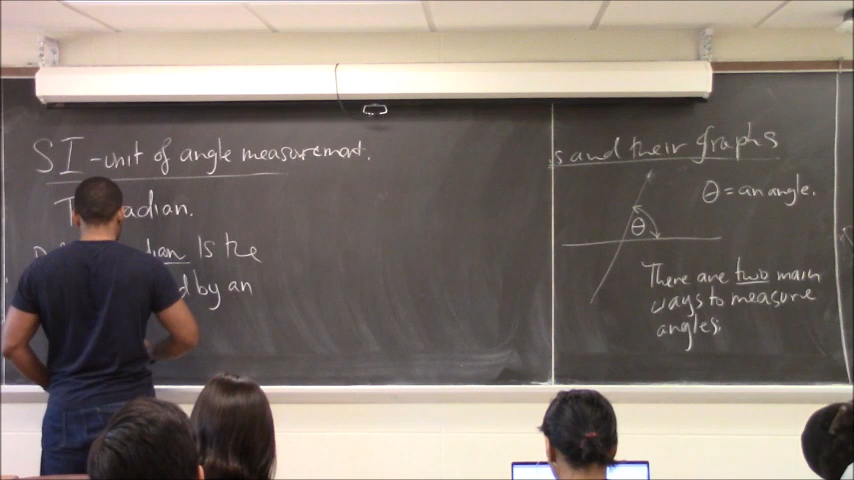 SI - unit of angle measurement.
adian.
an is the
d by an
s and their graphs
θ = an angle.
θ
There are two main
ways to measure
angles: